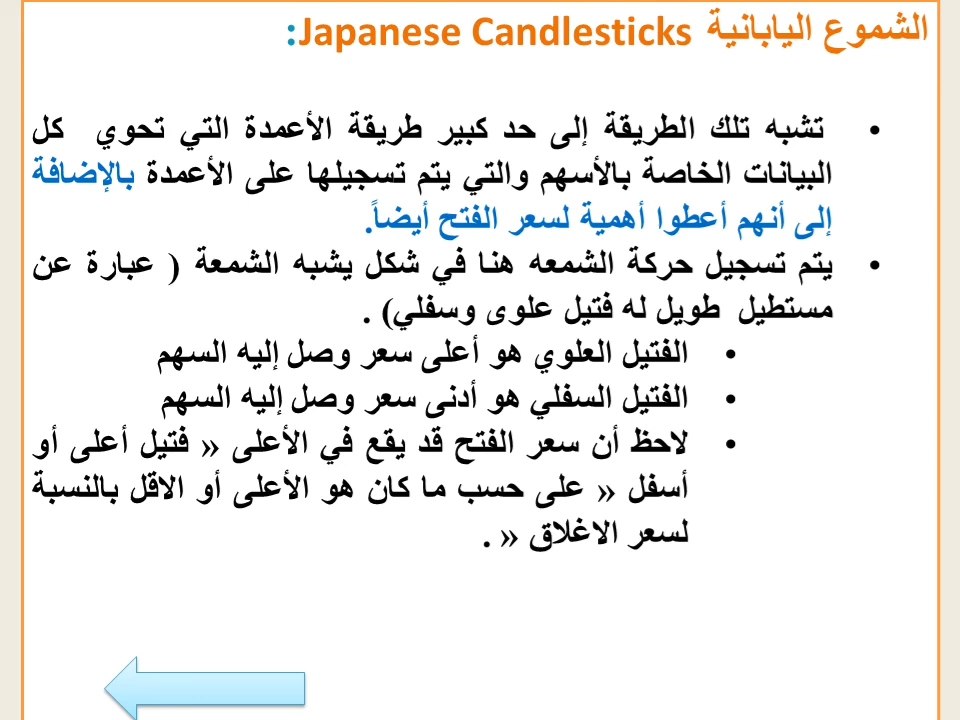 الشموع اليابانية Japanese Candlesticks:
• تشبه تلك الطريقة إلى حد كبير طريقة الأعمدة التي تحوي كل
البيانات الخاصة بالأسهم والتي يتم تسجيلها على الأعمدة بالإضافة
إلى أنهم أعطوا أهمية لسعر الفتح أيضاً.
• يتم تسجيل حركة الشمعه هنا في شكل يشبه الشمعة ( عبارة عن
مستطيل طويل له فتيل علوى وسفلي) .
• الفتيل العلوي هو أعلى سعر وصل إليه السهم
• الفتيل السفلي هو أدنى سعر وصل إليه السهم
• لاحظ أن سعر الفتح قد يقع في الأعلى « فتيل أعلى أو
أسفل « على حسب ما كان هو الأعلى أو الاقل بالنسبة
لسعر الاغلاق « .